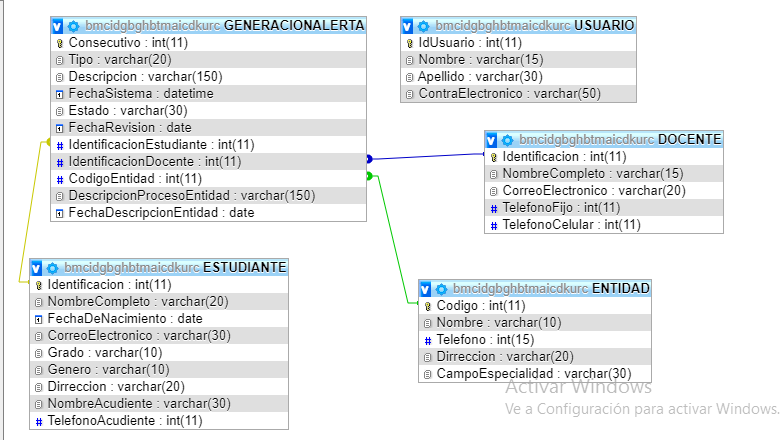 bmcidgbghbtmaicdkurc GENERACIONALERTA
Consecutivo : int(11)
Tipo : varchar(20)
Descripcion : varchar(150)
FechaSistema : datetime
Estado : varchar(30)
FechaRevision : date
IdentificacionEstudiante : int(11)
IdentificacionDocente : int(11)
CodigoEntidad : int(11)
DescripcionProcesoEntidad : varchar(150)
FechaDescripcionEntidad : date
bmcidgbghbtmaicdkurc USUARIO
IdUsuario : int(11)
Nombre : varchar(15)
Apellido : varchar(30)
ContraElectronico : varchar(50)
bmcidgbghbtmaicdkurc DOCENTE
Identificacion : int(11)
NombreCompleto : varchar(15)
CorreoElectronico : varchar(20)
TelefonoFijo : int(11)
TelefonoCelular : int(11)
bmcidgbghbtmaicdkurc ESTUDIANTE
Identificacion : int(11)
NombreCompleto : varchar(20)
FechaDeNacimiento : date
CorreoElectronico : varchar(30)
Grado : varchar(10)
Genero : varchar(10)
Dirreccion : varchar(20)
NombreAcudiente : varchar(30)
TelefonoAcudiente : int(11)
bmcidgbghbtmaicdkurc ENTIDAD
Codigo : int(11)
Nombre : varchar(10)
Telefono : int(15)
Dirreccion : varchar(20)
CampoEspecialidad : varchar(30)
Activar Windows
Ve a Configuración para activar Windows.